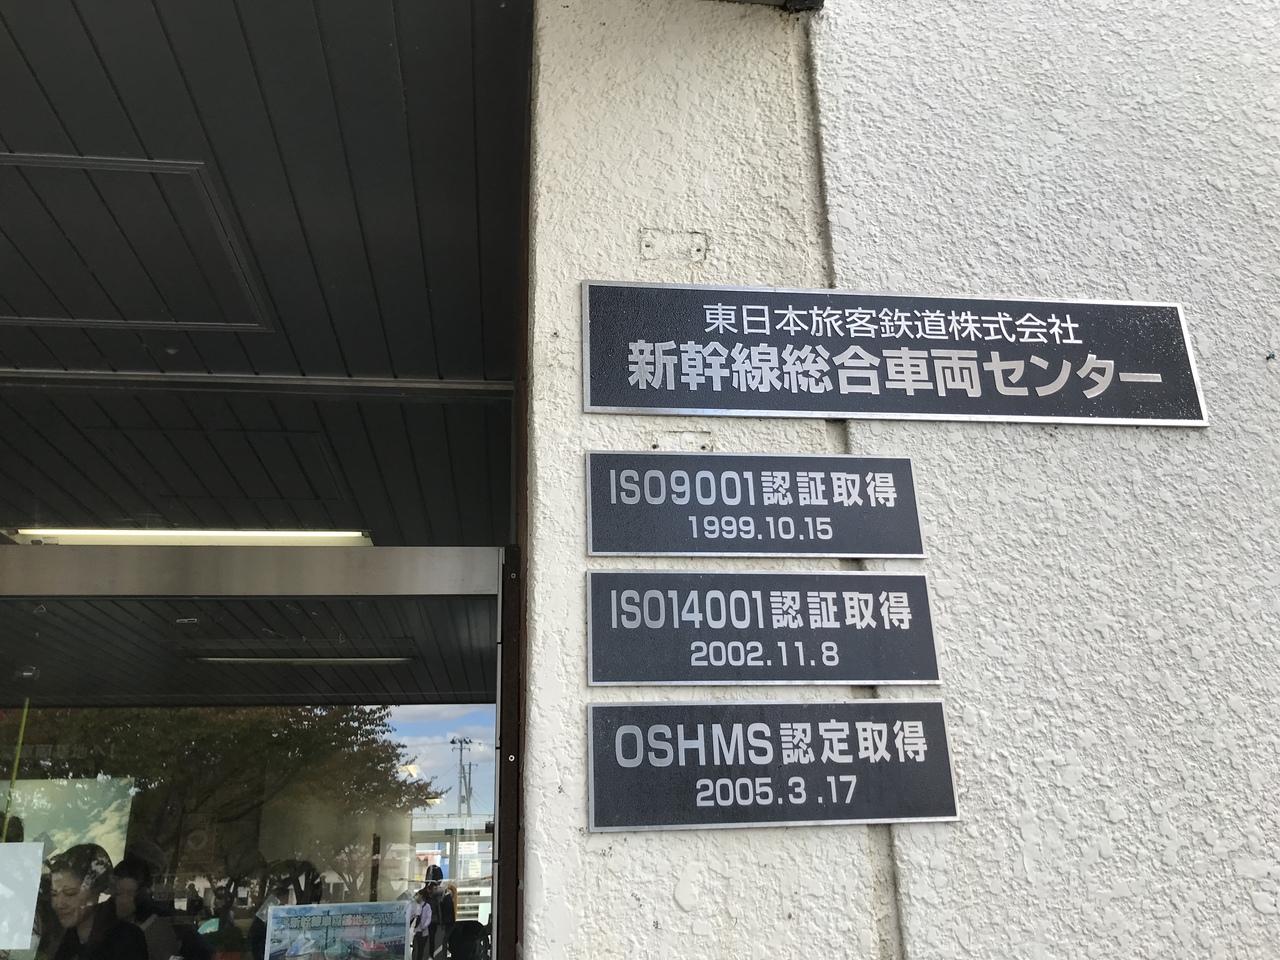 東日本旅客鉄道株式会社
新幹線総合車両センター
ISO9001認証取得
1999.10.15
ISO14001認証取得
2002.11.8
OSHMS認定取得
2005.3.17